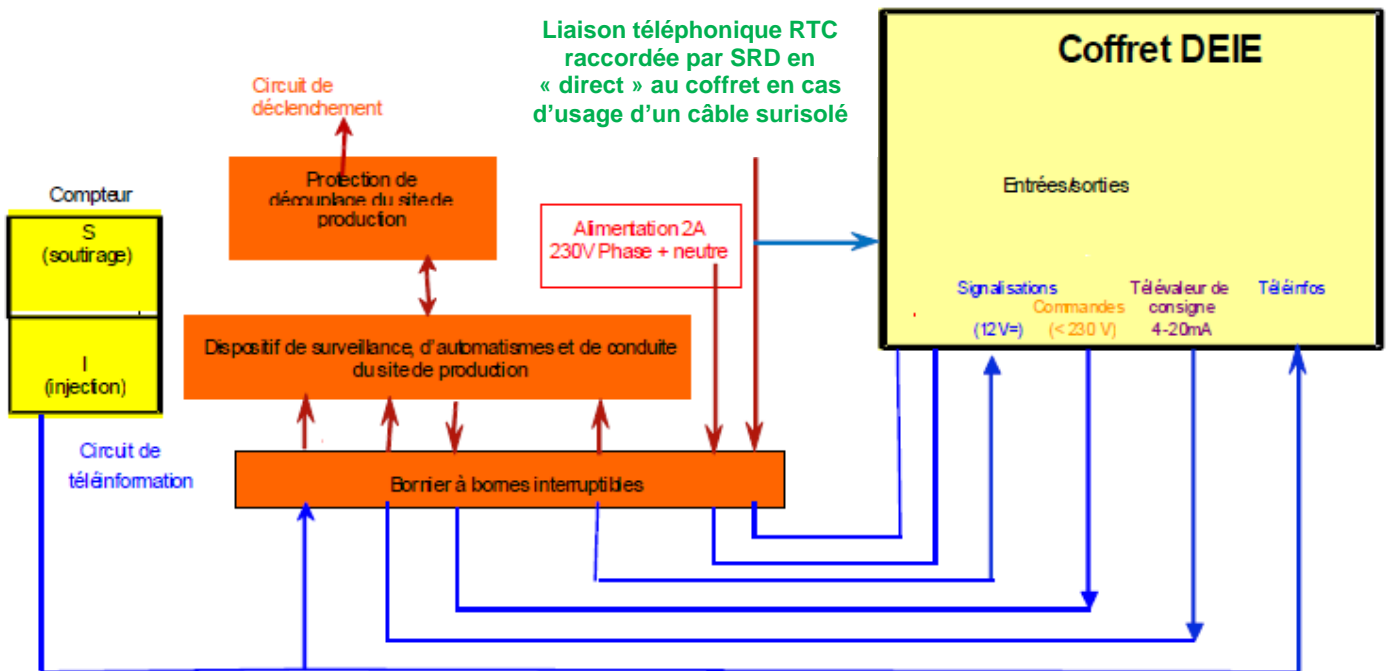 Liaison téléphonique RTC
raccordée par SRD en
« direct » au coffret en cas
d’usage d’un câble surisolé
Coffret DEIE
Circuit de
déclenchement
Protection de
découplage du site de
production
Compteur
S
(soutirage)
I
(injection)
Alimentation 2A
230V Phase + neutre
Entrées/sorties
Signalisations
(12V=)
Commandes
(< 230 V)
Télévaleur de
consigne
4-20mA
Téléinfos
Dispositif de surveillance, d’automatismes et de conduite
du site de production
Circuit de
téléinformation
Bornier à bornes interruptibles